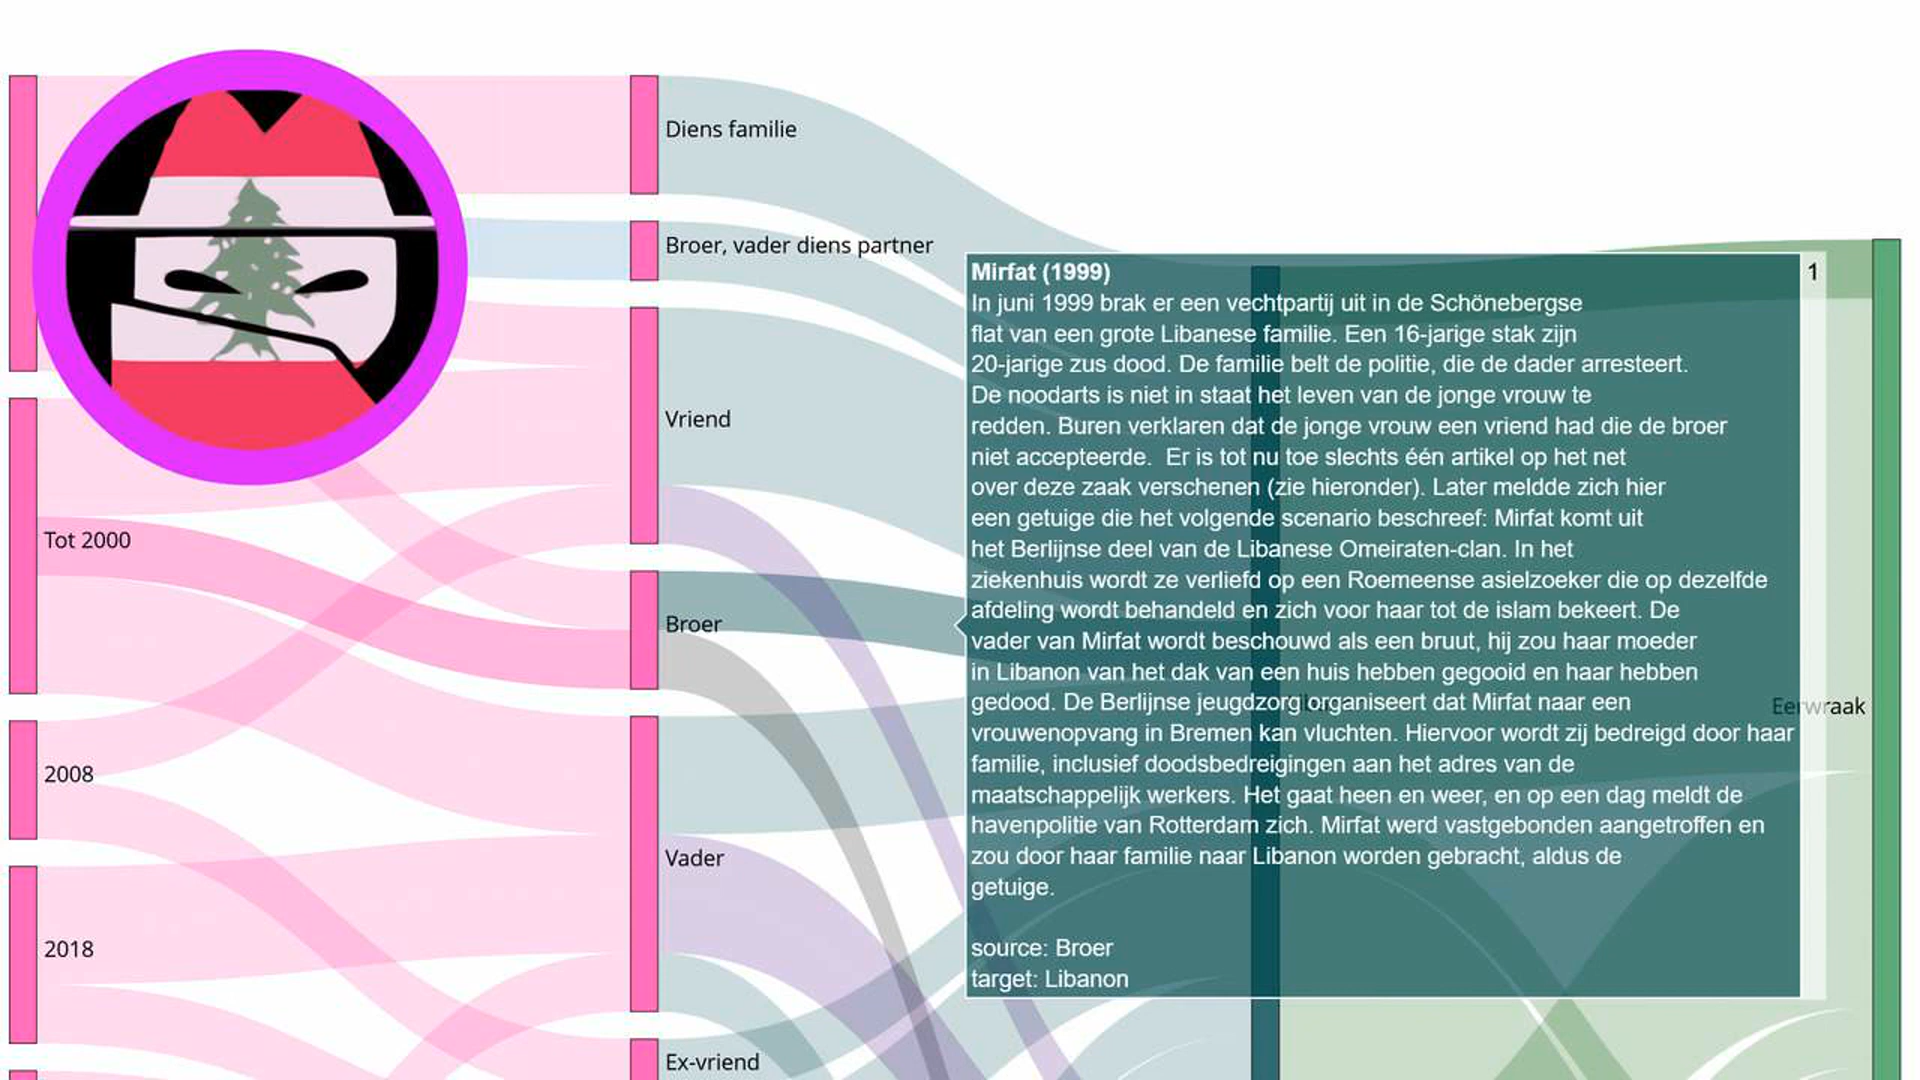 Diens familie
Broer, vader diens partner
Vriend
Tot 2000
Broer
2008
Vader
2018
Ex-vriend
Mirfat (1999)
In juni 1999 brak er een vechtpartij uit in de Schönebergse
flat van een grote Libanese familie. Een 16-jarige stak zijn
20-jarige zus dood. De familie belt de politie, die de dader arresteert.
De noodarts is niet in staat het leven van de jonge vrouw te
redden. Buren verklaren dat de jonge vrouw een vriend had die de broer
niet accepteerde.  Er is tot nu toe slechts één artikel op het net
over deze zaak verschenen (zie hieronder). Later meldde zich hier
een getuige die het volgende scenario beschreef: Mirfat komt uit
het Berlijnse deel van de Libanese Omeiraten-clan. In het
ziekenhuis wordt ze verliefd op een Roemeense asielzoeker die op dezelfde
afdeling wordt behandeld en zich voor haar tot de islam bekeert. De
vader van Mirfat wordt beschouwd als een bruut, hij zou haar moeder
in Libanon van het dak van een huis hebben gegooid en haar hebben
gedood. De Berlijnse jeugdzorg organiseert dat Mirfat naar een
vrouwenopvang in Bremen kan vluchten. Hiervoor wordt zij bedreigd door haar
familie, inclusief doodsbedreigingen aan het adres van de
maatschappelijk werkers. Het gaat heen en weer, en op een dag meldt de
havenpolitie van Rotterdam zich. Mirfat werd vastgebonden aangetroffen en
zou door haar familie naar Libanon worden gebracht, aldus de
getuige.
source: Broer
target: Libanon
1
Eerwraak